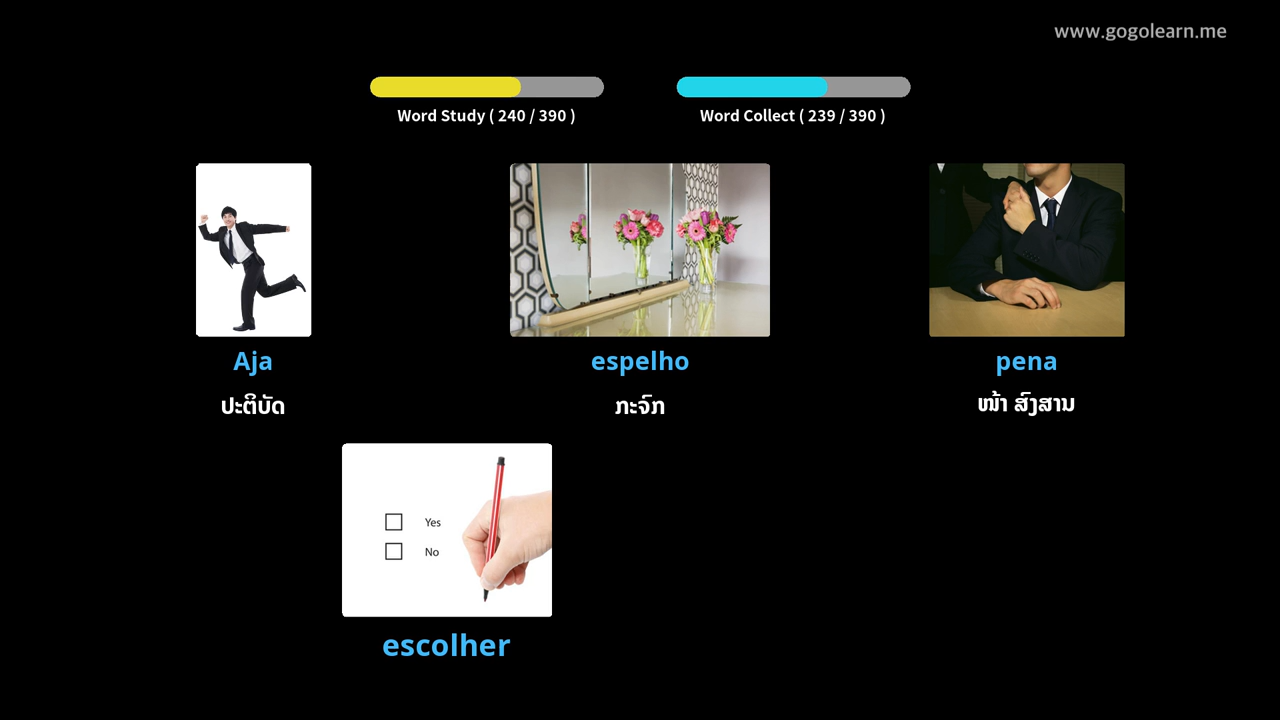 www.gogolearn.me
Word Study ( 240 / 390 )
Word Collect ( 239 / 390 )
Aja
espelho
pena
ປະຕິບັດ
ກະຈົກ
ໜ້າ ສົງສານ
Yes
No
escolher